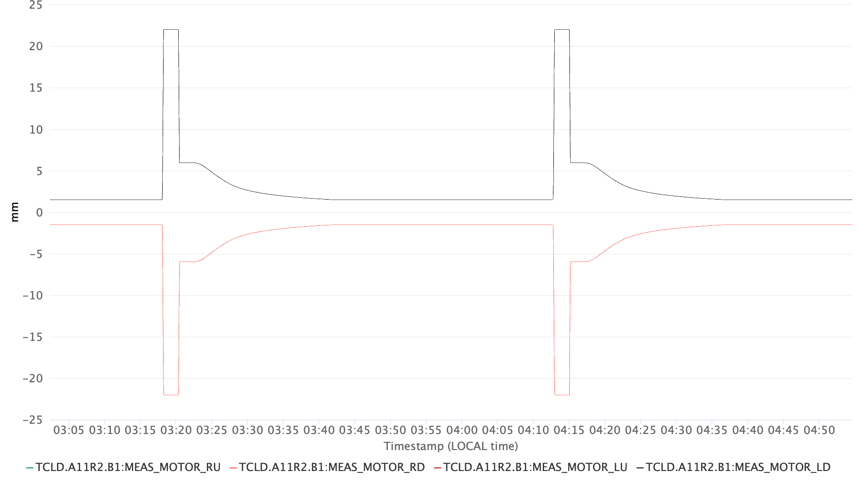 25
20
15
10
5
0
-5
-10
-15
-20
-25
mm
03:05 03:10 03:15 03:20 03:25 03:30 03:35 03:40 03:45 03:50 03:55 04:00 04:05 04:10 04:15 04:20 04:25 04:30 04:35 04:40 04:45 04:50
Timestamp (LOCAL time)
TCLD.A11R2.B1:MEAS_MOTOR_RU TCLD.A11R2.B1:MEAS_MOTOR_RD TCLD.A11R2.B1:MEAS_MOTOR_LU TCLD.A11R2.B1:MEAS_MOTOR_LD